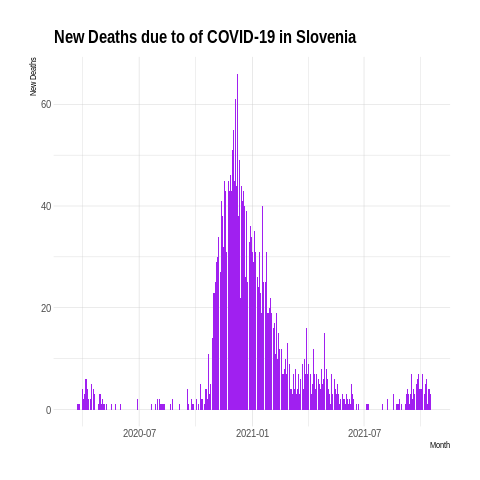 New Deaths due to of COVID-19 in Slovenia
New Deaths
60
40
20
0
2020-07
2021-01
2021-07
Month